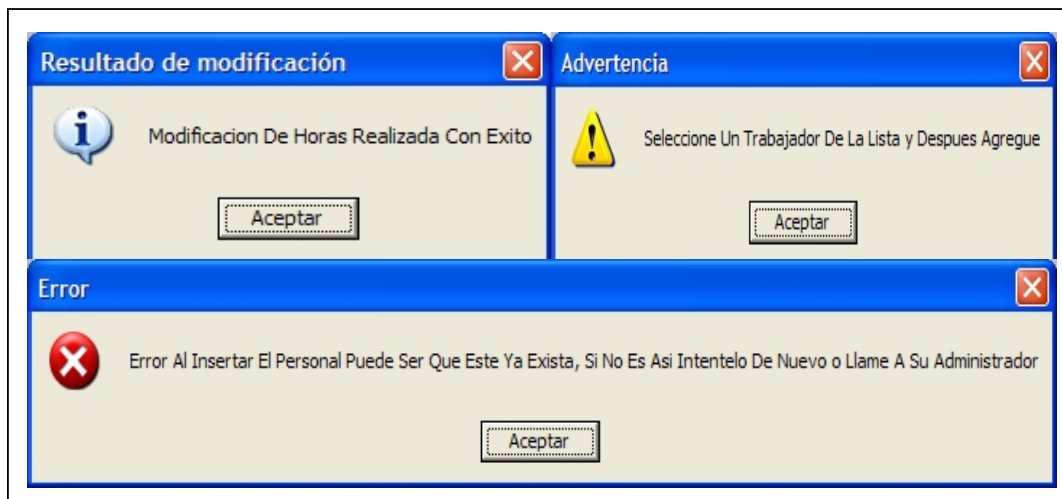 Resultado de modificación
Modificacion De Horas Realizada Con Exito
Aceptar
Advertencia
Seleccione Un Trabajador De La Lista y Despues Agregue
Aceptar
Error
Error Al Insertar El Personal Puede Ser Que Este Ya Exista, Si No Es Asi Intentelo De Nuevo o Llame A Su Administrador
Aceptar